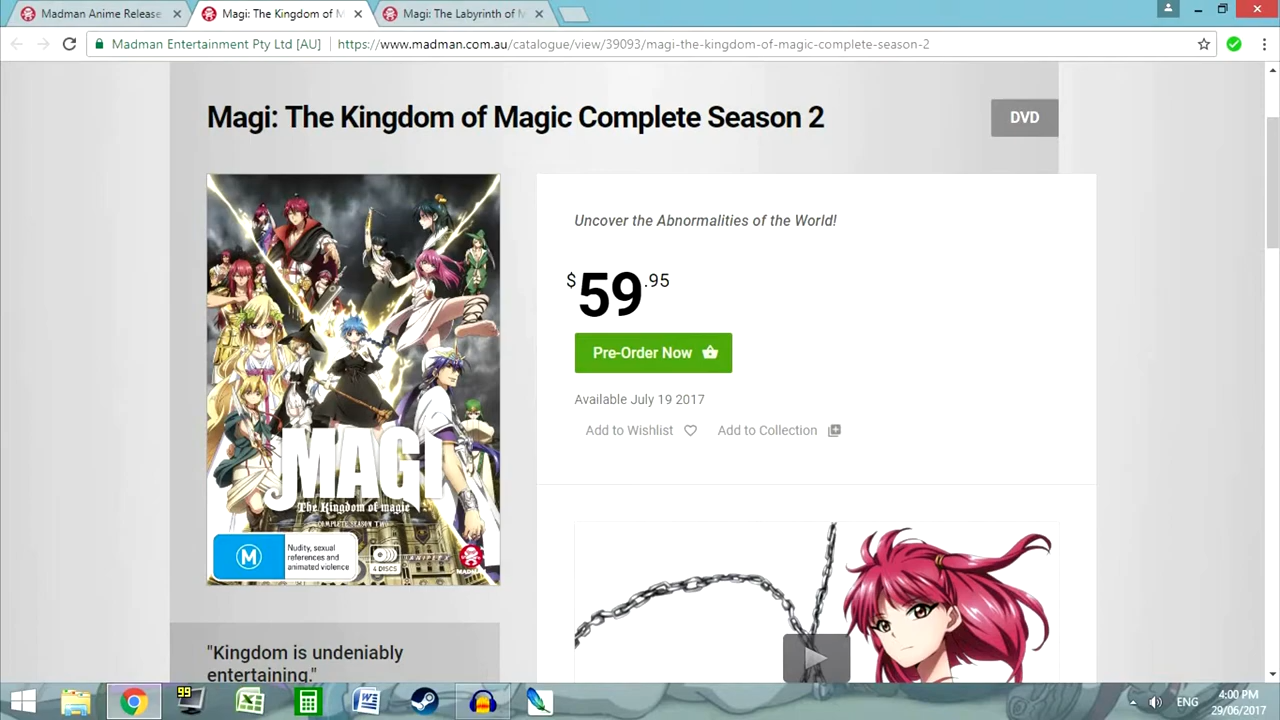 Madman Anime Release
Magi: The Kingdom of M
Magi: The Labyrinth of M
Madman Entertainment Pty Ltd [AU]
https://www.madman.com.au/catalogue/view/39093/magi-the-kingdom-of-magic-complete-season-2
Magi: The Kingdom of Magic Complete Season 2
DVD
Uncover the Abnormalities of the World!
$59.95
Pre-Order Now
Available July 19 2017
Add to Wishlist
Add to Collection
MAGI
The Kingdom of magic
COMPLETE SEASON TWO
M
Nudity, sexual
references and
animated violence
4 DISCS
MADMAN
"Kingdom is undeniably
entertaining."
99
ENG
4:00 PM
29/06/2017